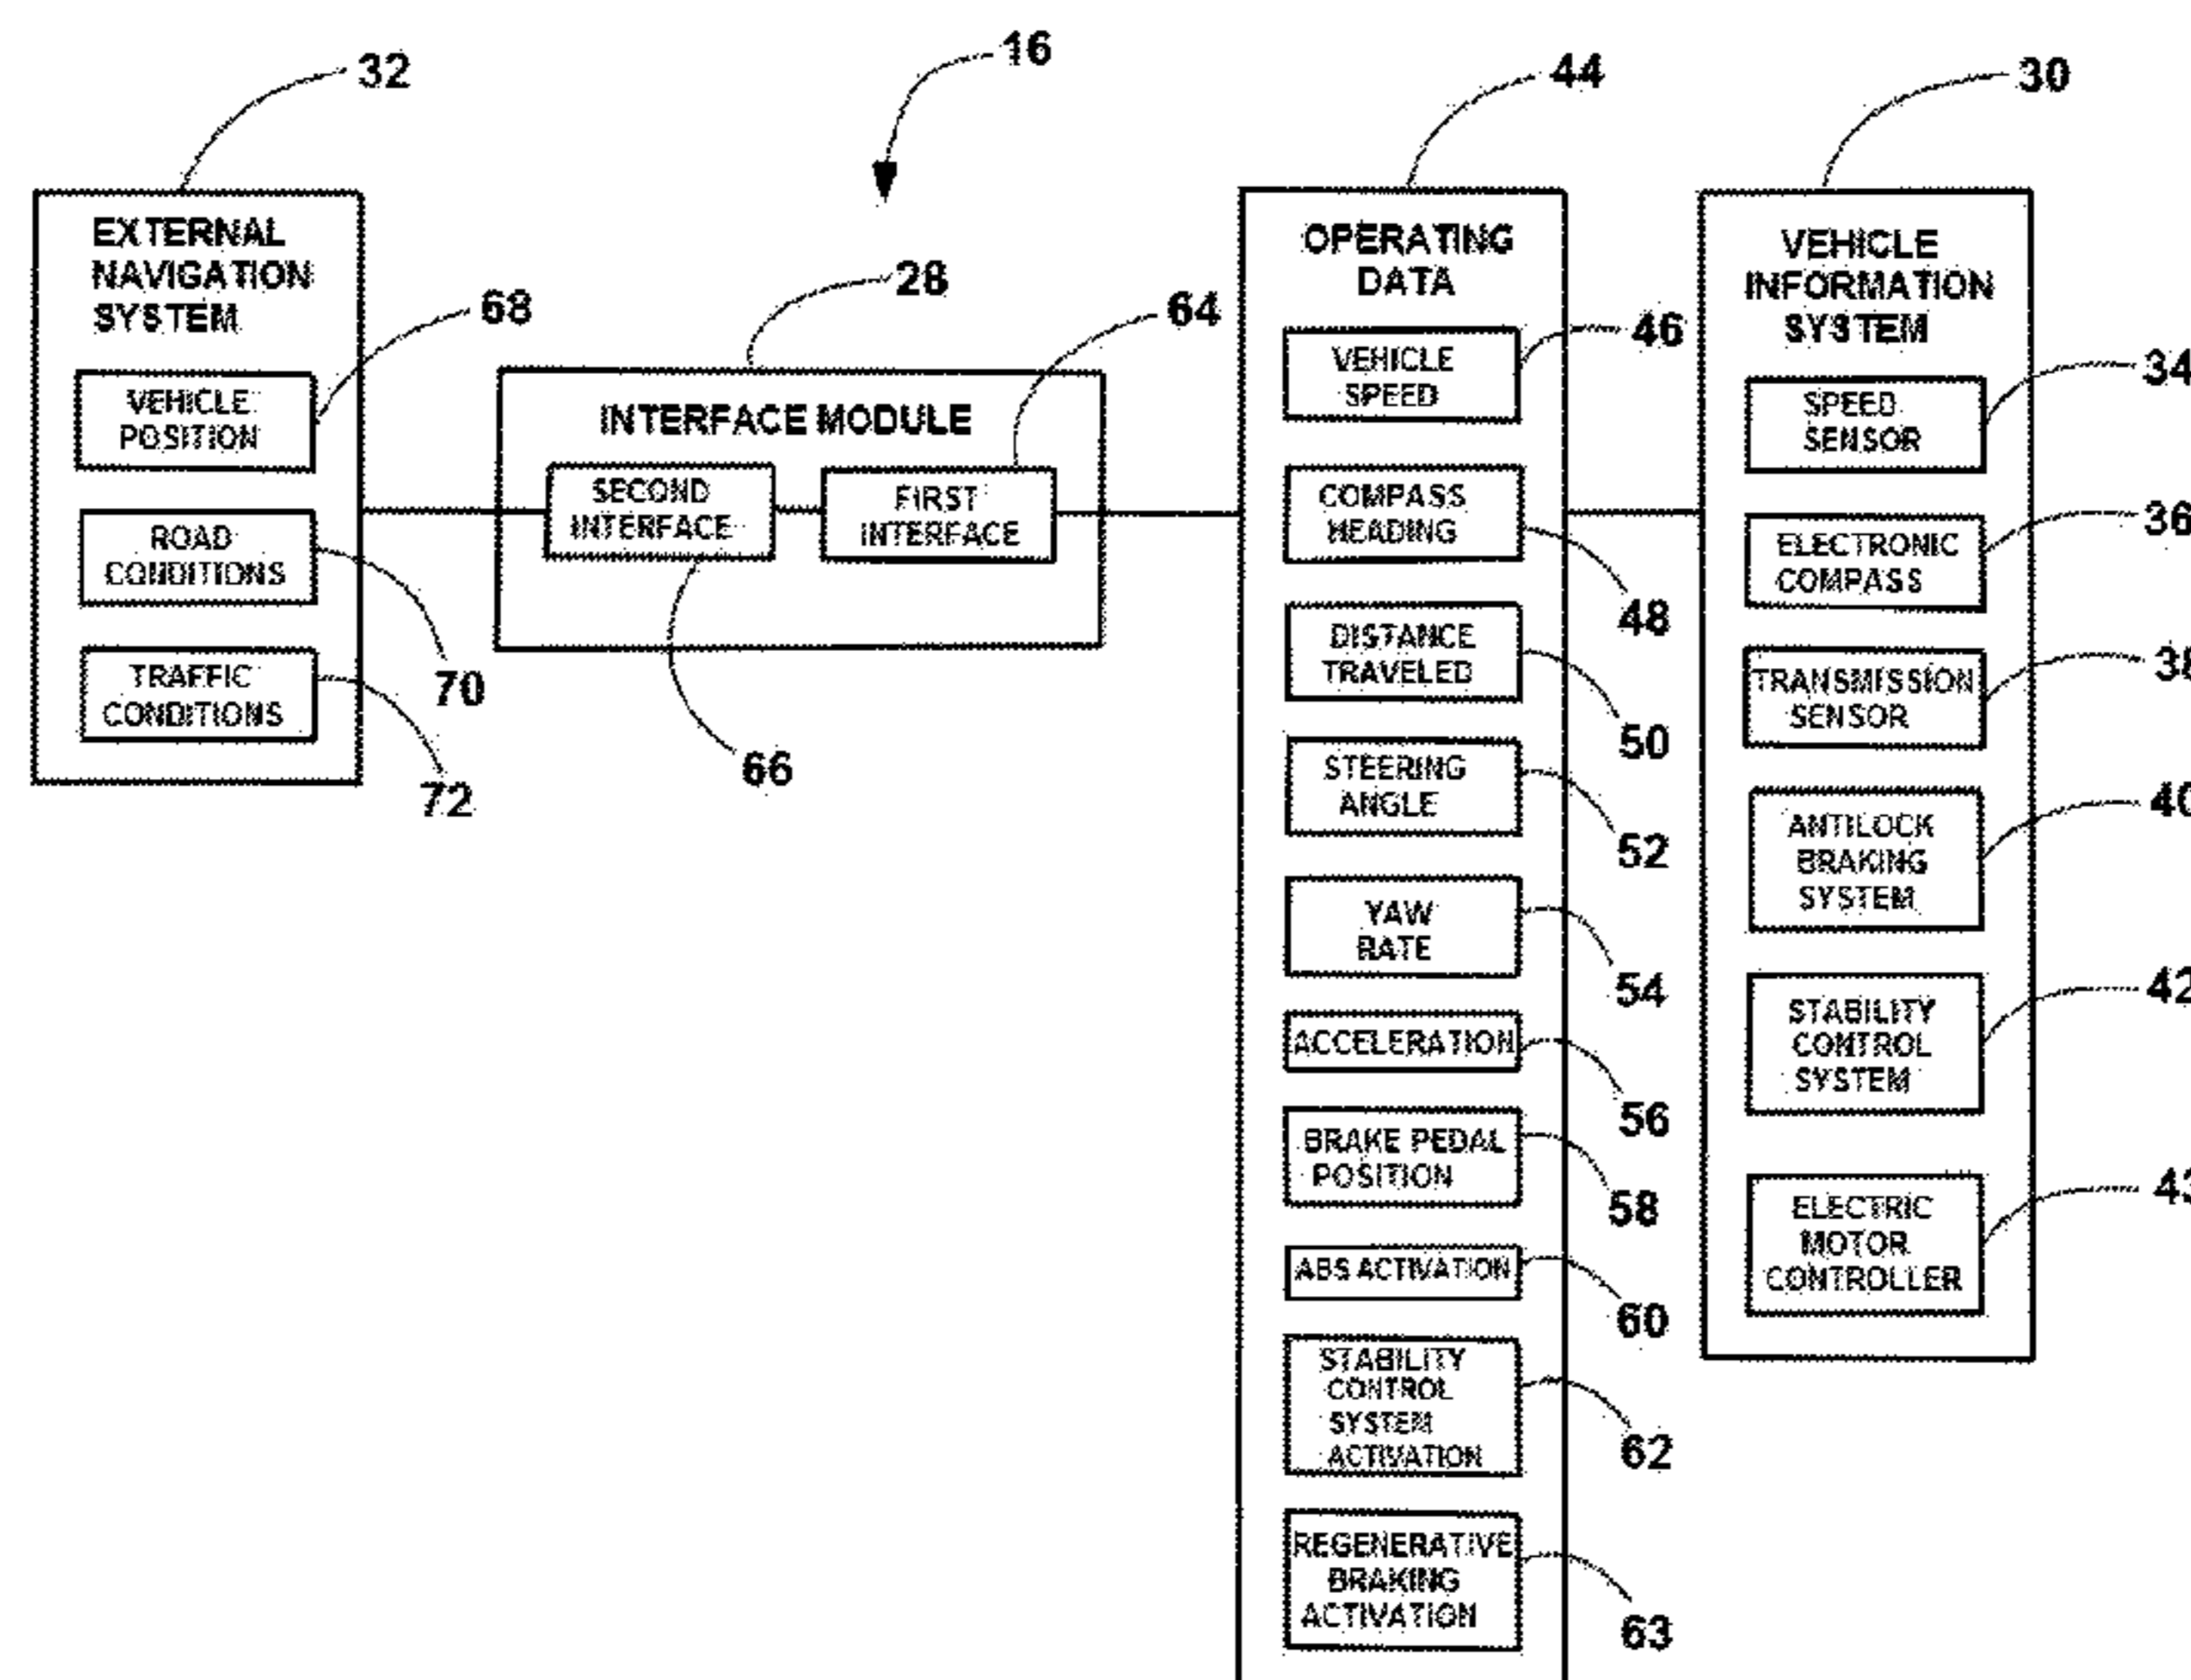 16
32
EXTERNAL
NAVIGATION
SYSTEM
68
VEHICLE
POSITION
ROAD
CONDITIONS
70
TRAFFIC
CONDITIONS
72
28
INTERFACE MODULE
64
SECOND
INTERFACE
FIRST
INTERFACE
66
44
OPERATING
DATA
VEHICLE
SPEED
46
COMPASS
HEADING
48
DISTANCE
TRAVELED
50
STEERING
ANGLE
52
YAW
RATE
54
ACCELERATION
56
BRAKE PEDAL
POSITION
58
ABS ACTIVATION
60
STABILITY
CONTROL
SYSTEM
ACTIVATION
62
REGENERATIVE
BRAKING
ACTIVATION
63
30
VEHICLE
INFORMATION
SYSTEM
SPEED
SENSOR
34
ELECTRONIC
COMPASS
36
TRANSMISSION
SENSOR
38
ANTILOCK
BRAKING
SYSTEM
40
STABILITY
CONTROL
SYSTEM
42
ELECTRIC
MOTOR
CONTROLLER
43